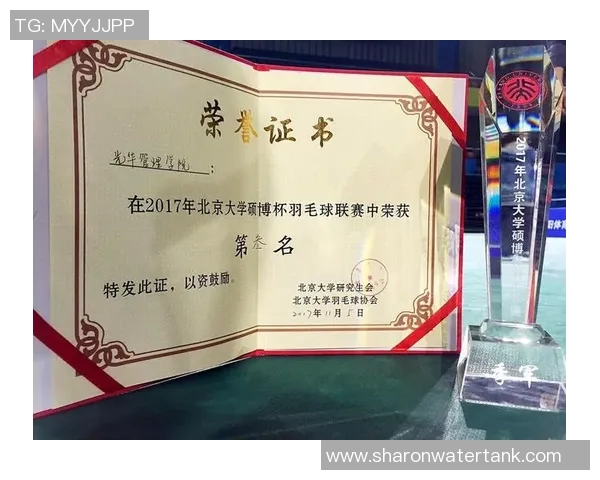 TG: MYYJJPP
荣誉证书
光华管理学院：
在2017年北京大学硕博杯羽毛球联赛中荣获
第叁名
特发此证，以资鼓励。
北京大学研究生会
北京大学羽毛球协会
2017年11月5日
2017年北京大学硕博
季军
www.sharonwatertank.com